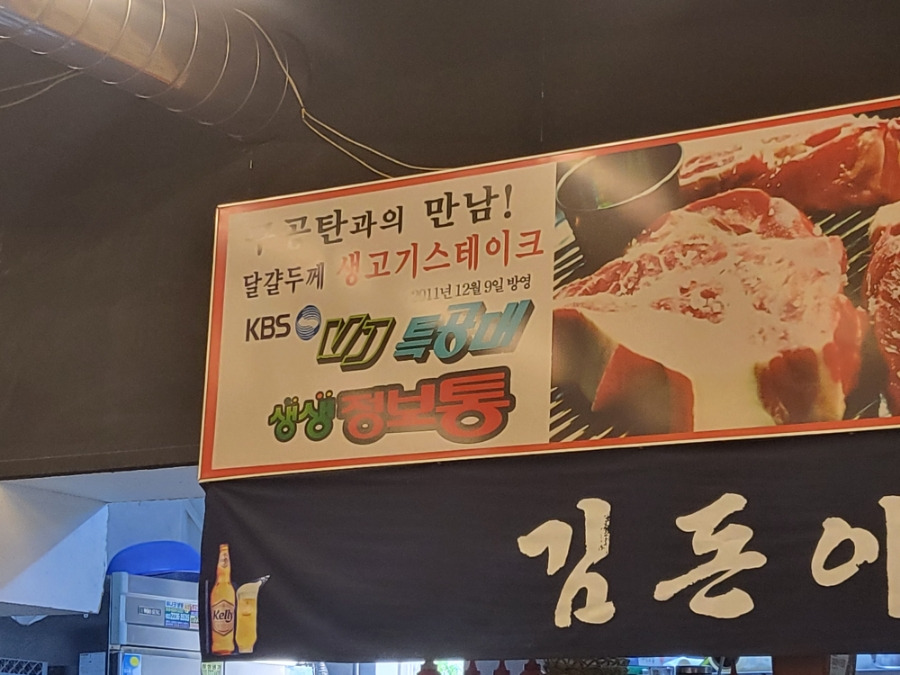 구공탄과의 만남!
달걀두께 생고기스테이크
2011년 12월 9일 방영
KBS VJ 특공대
생생 정보통
김돈이
Kelly